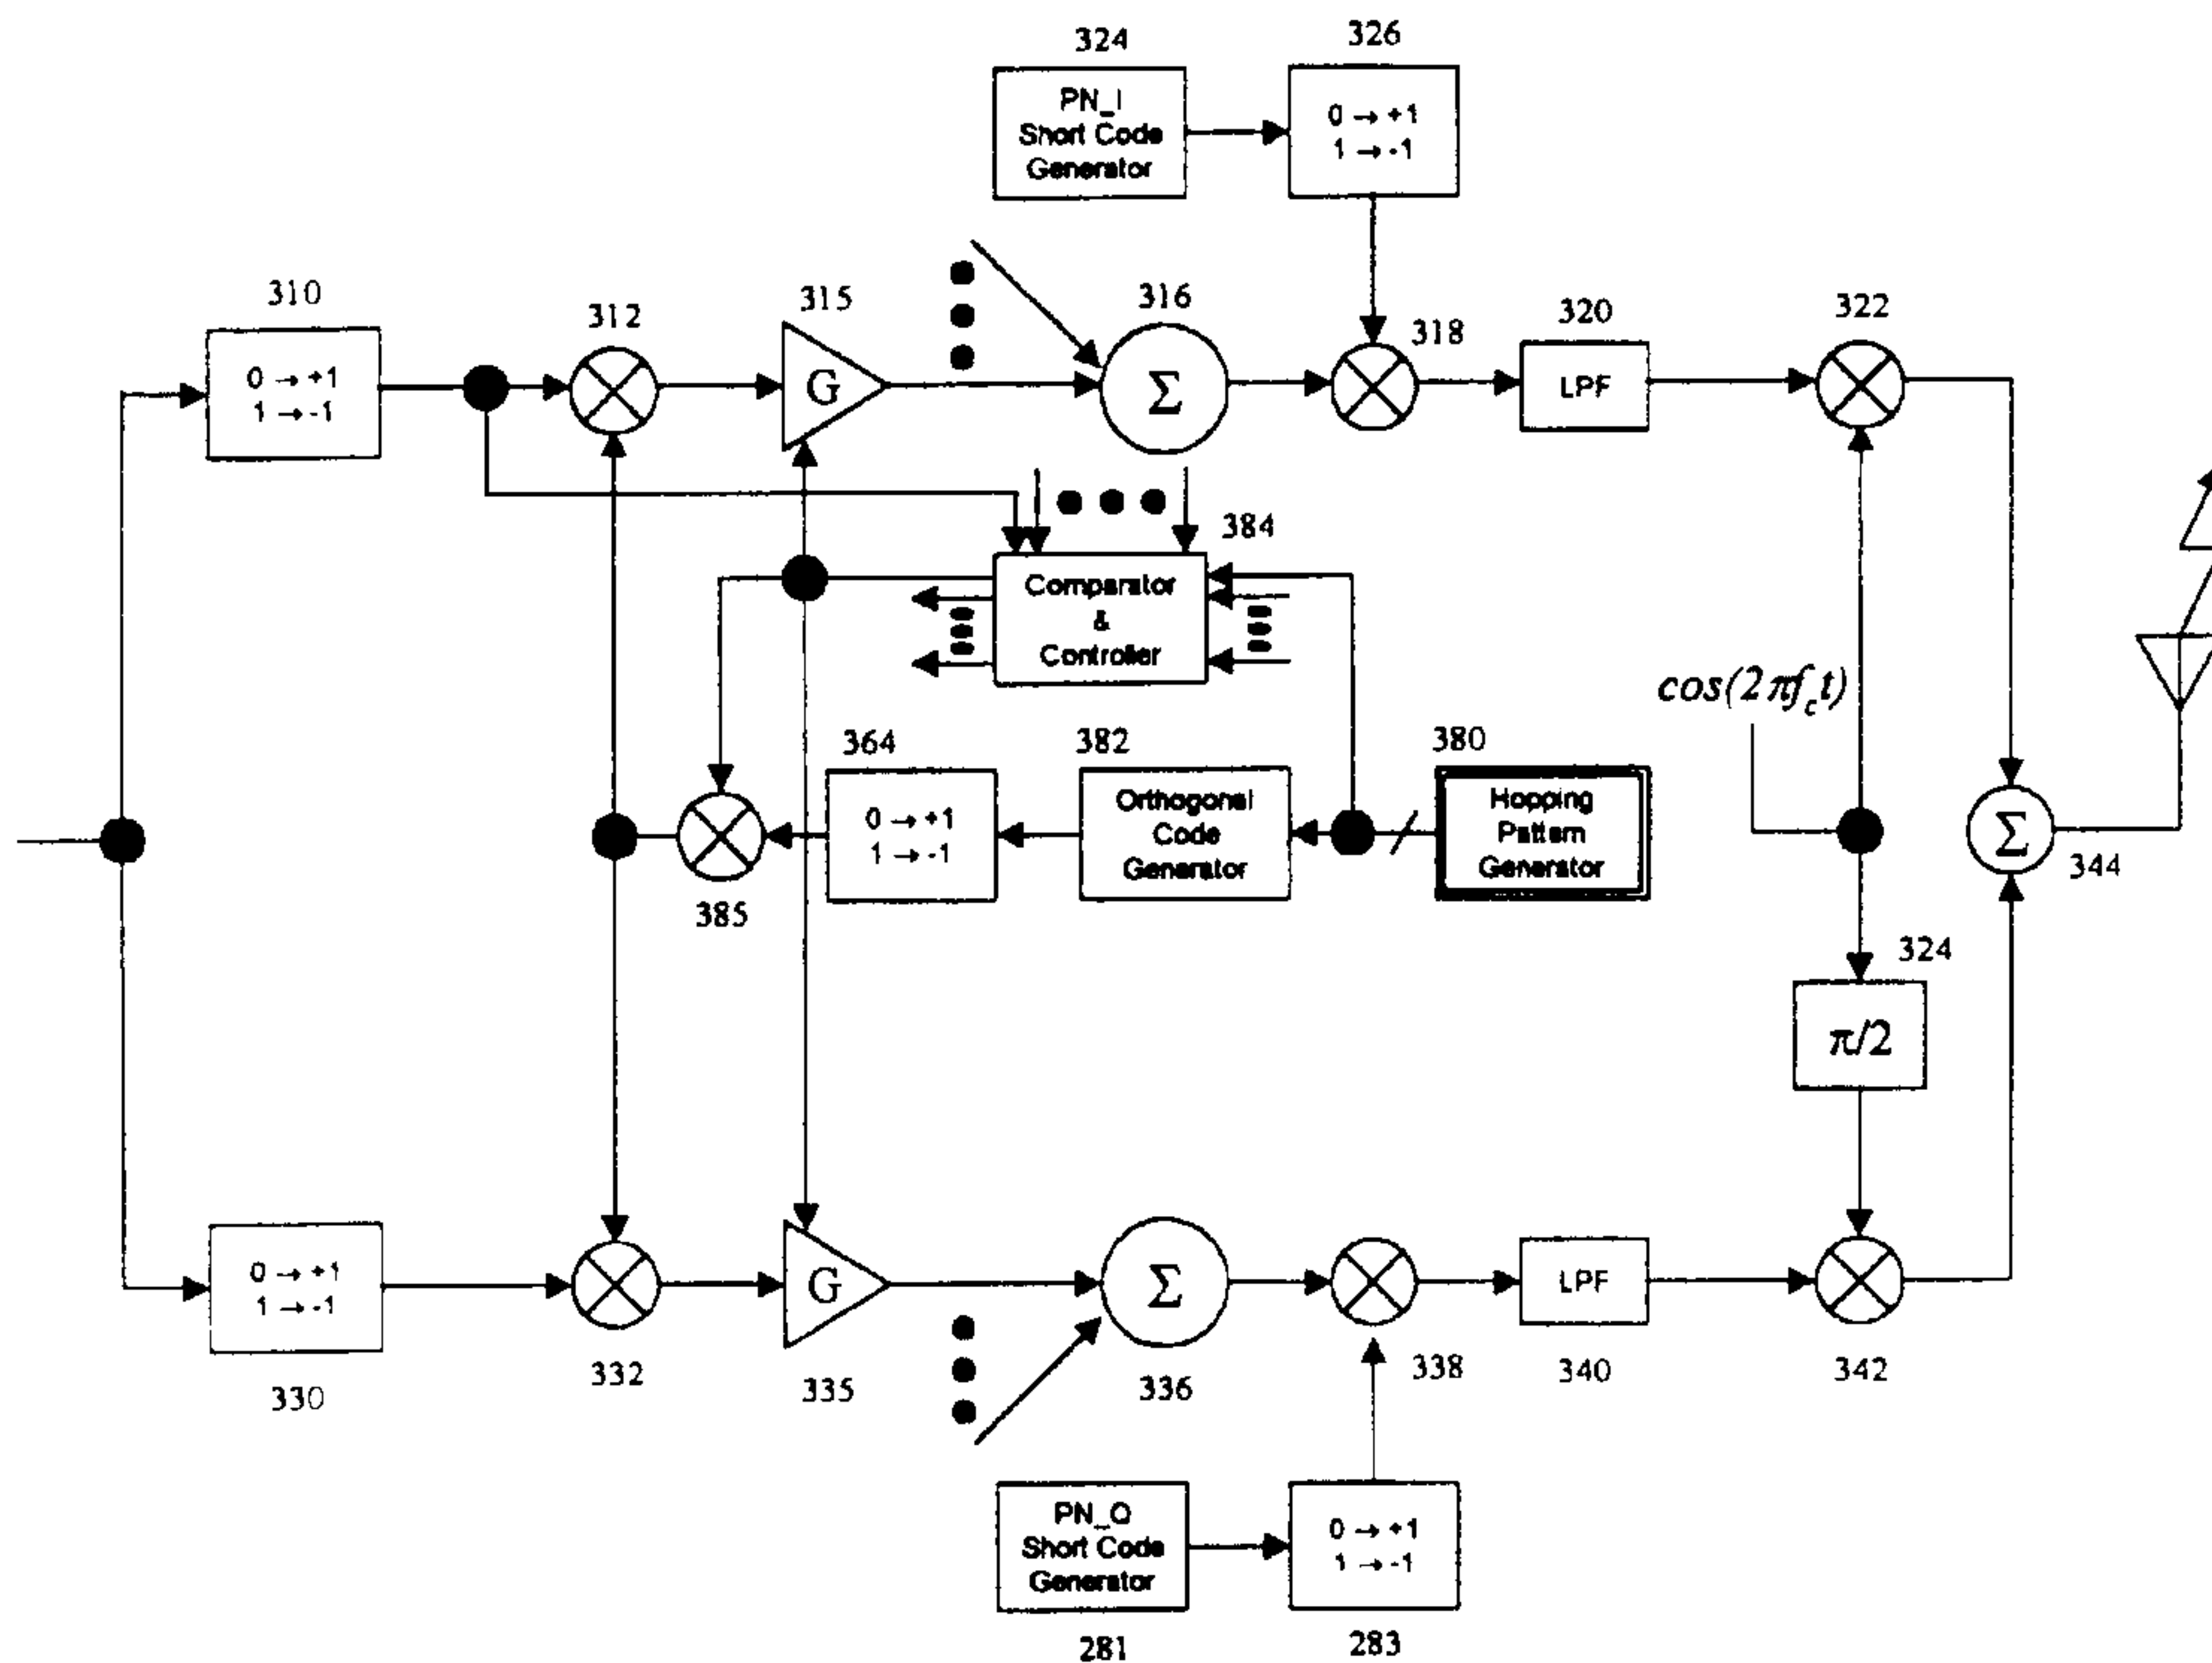 324
326
PN_I
Short Code
Generator
0 → +1
1 → -1
310
312
315
316
318
320
322
0 → +1
1 → -1
G
Σ
LPF
384
Comparator
&
Controller
cos(2πf_c t)
364
382
380
0 → +1
1 → -1
Orthogonal
Code
Generator
Hopping
Pattern
Generator
385
Σ
344
324
π/2
0 → +1
1 → -1
G
Σ
LPF
330
332
335
336
338
340
342
PN_Q
Short Code
Generator
0 → +1
1 → -1
281
283